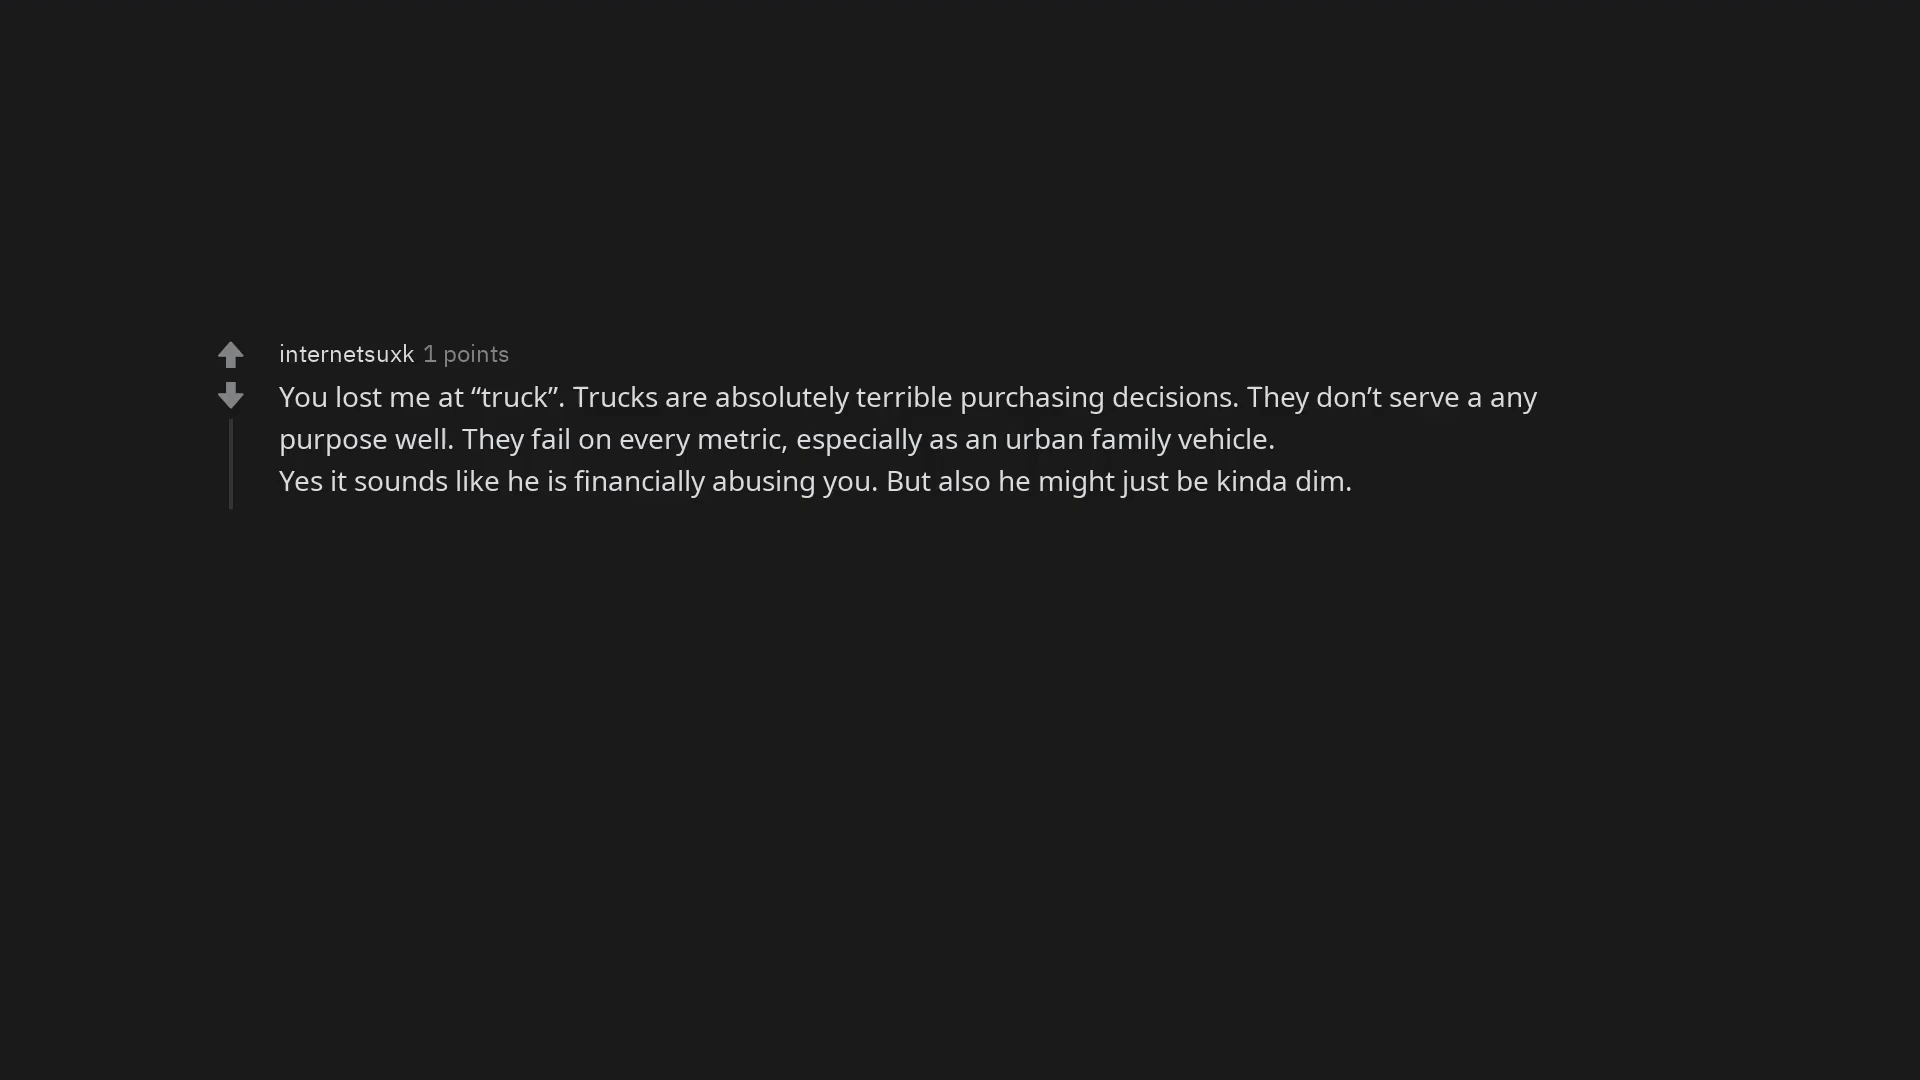 internetsuxk 1 points
You lost me at “truck”. Trucks are absolutely terrible purchasing decisions. They don’t serve a any
purpose well. They fail on every metric, especially as an urban family vehicle.
Yes it sounds like he is financially abusing you. But also he might just be kinda dim.